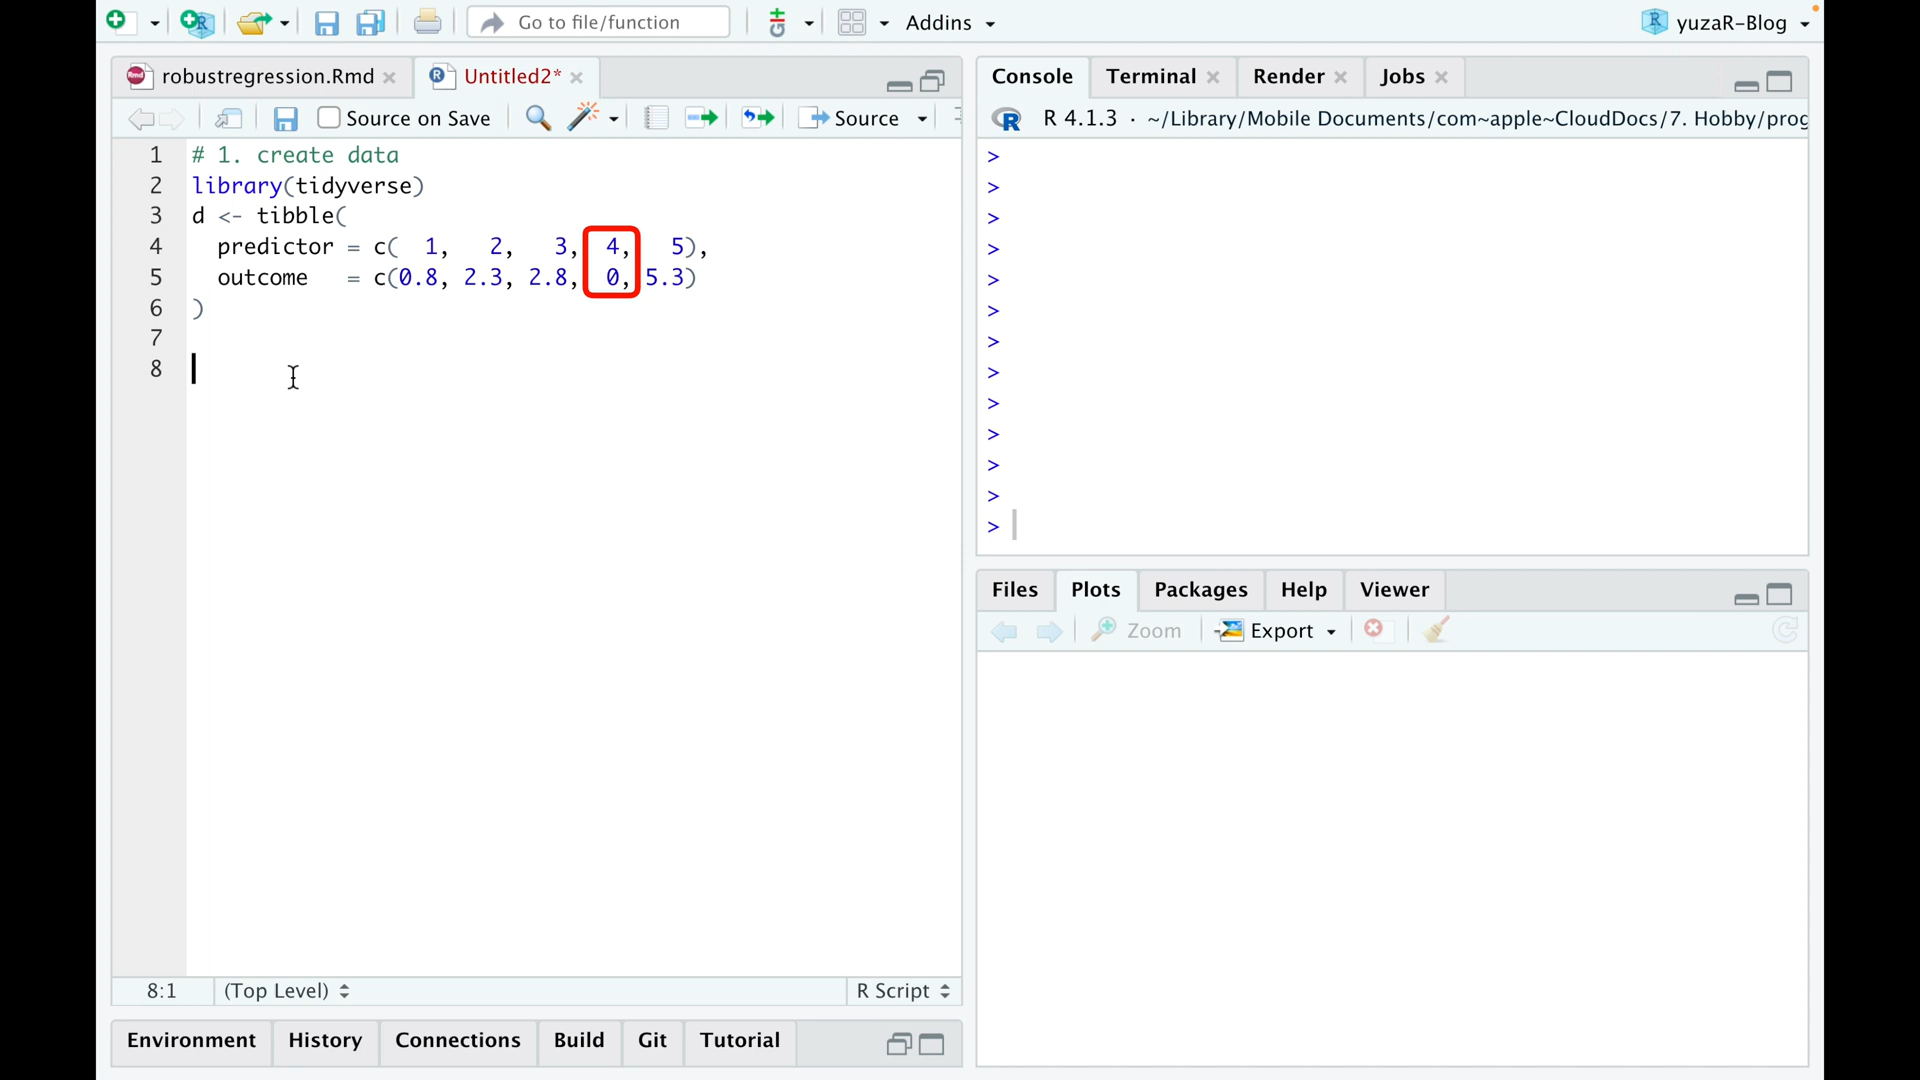 Go to file/function
Addins
yuzaR-Blog
robustregression.Rmd
Untitled2*
Source on Save
Source
1 # 1. create data
2 library(tidyverse)
3 d <- tibble(
4   predictor = c(  1,   2,   3,  4,   5),
5   outcome   = c(0.8, 2.3, 2.8,  0, 5.3)
6 )
7
8
8:1
(Top Level)
R Script
Environment
History
Connections
Build
Git
Tutorial
Console
Terminal
Render
Jobs
R 4.1.3 · ~/Library/Mobile Documents/com~apple~CloudDocs/7. Hobby/prog
>
>
>
>
>
>
>
>
>
>
>
>
>
Files
Plots
Packages
Help
Viewer
Zoom
Export